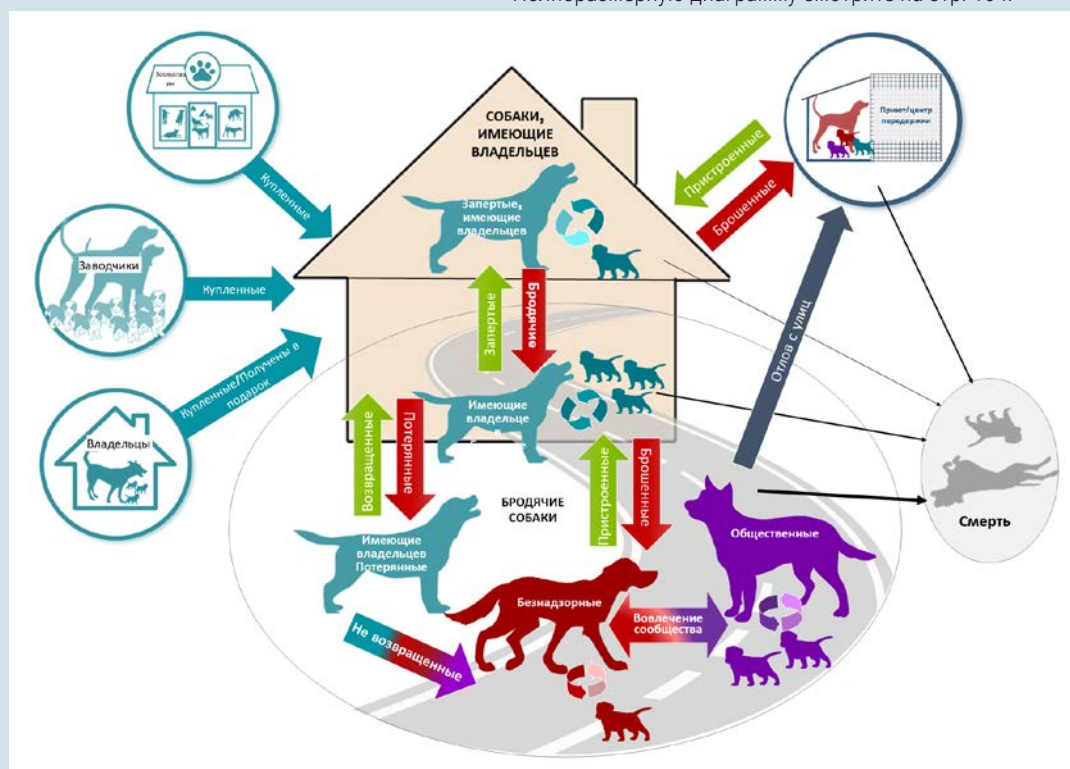 Зоомагаз
ин
СОБАКИ,
ИМЕЮЩИЕ
ВЛАДЕЛЬЦЕВ
Приют/центр
передержки
Купленные
Пристроенные
Брошенные
Запертые,
имеющие
владельцев
Заводчики
Купленные
Запертые
Бродячие
Отлов с улиц
Купленные/Получены в
подарок
Владельцы
Имеющие
владельце
Возвращенные
Потерянные
Пристроенные
Брошенные
БРОДЯЧИЕ
СОБАКИ
Общественные
Смерть
Имеющие
владельцев
Потерянные
Безнадзорные
Вовлечение
сообщества
Не возвращенные